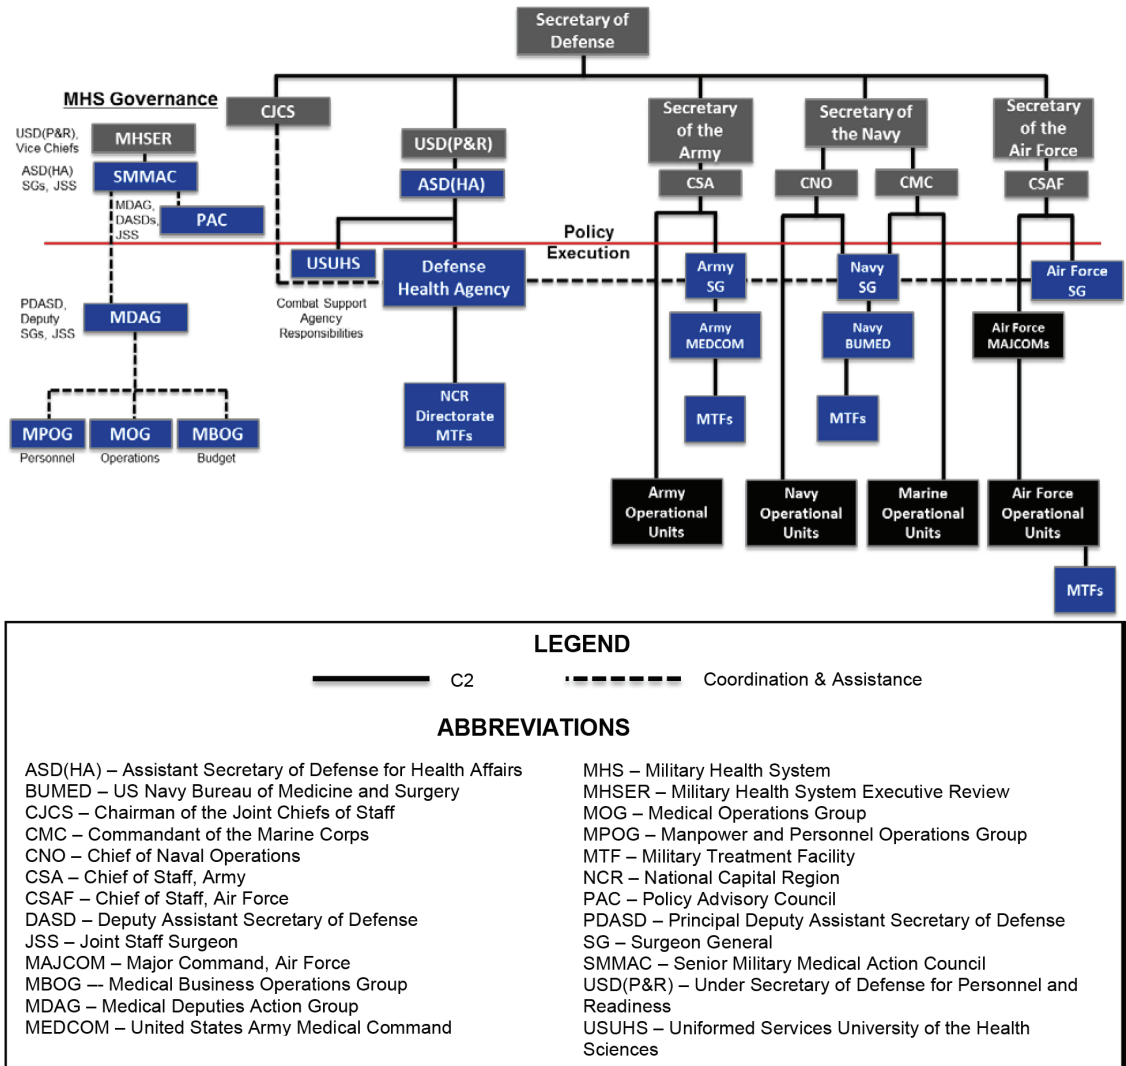 Secretary of
Defense
MHS Governance
CJCS
Secretary
of the
Army
Secretary of
the Navy
Secretary
of the
Air Force
USD(P&R),
Vice Chiefs
MHSER
USD(P&R)
ASD(HA)
SGs, JSS
SMMAC
ASD(HA)
CSA
CNO
CMC
CSAF
MDAG,
DASDs,
JSS
PAC
Policy
Execution
USUHS
Defense
Health Agency
Army
SG
Navy
SG
Air Force
SG
Combat Support
Agency
Responsibilities
PDASD,
Deputy
SGs, JSS
MDAG
Army
MEDCOM
Navy
BUMED
Air Force
MAJCOMs
NCR
Directorate
MTFs
MTFs
MTFs
MPOG
MOG
MBOG
Personnel
Operations
Budget
Army
Operational
Units
Navy
Operational
Units
Marine
Operational
Units
Air Force
Operational
Units
MTFs
LEGEND
C2
Coordination & Assistance
ABBREVIATIONS
ASD(HA) – Assistant Secretary of Defense for Health Affairs
BUMED – US Navy Bureau of Medicine and Surgery
CJCS – Chairman of the Joint Chiefs of Staff
CMC – Commandant of the Marine Corps
CNO – Chief of Naval Operations
CSA – Chief of Staff, Army
CSAF – Chief of Staff, Air Force
DASD – Deputy Assistant Secretary of Defense
JSS – Joint Staff Surgeon
MAJCOM – Major Command, Air Force
MBOG –- Medical Business Operations Group
MDAG – Medical Deputies Action Group
MEDCOM – United States Army Medical Command
MHS – Military Health System
MHSER – Military Health System Executive Review
MOG – Medical Operations Group
MPOG – Manpower and Personnel Operations Group
MTF – Military Treatment Facility
NCR – National Capital Region
PAC – Policy Advisory Council
PDASD – Principal Deputy Assistant Secretary of Defense
SG – Surgeon General
SMMAC – Senior Military Medical Action Council
USD(P&R) – Under Secretary of Defense for Personnel and
Readiness
USUHS – Uniformed Services University of the Health
Sciences